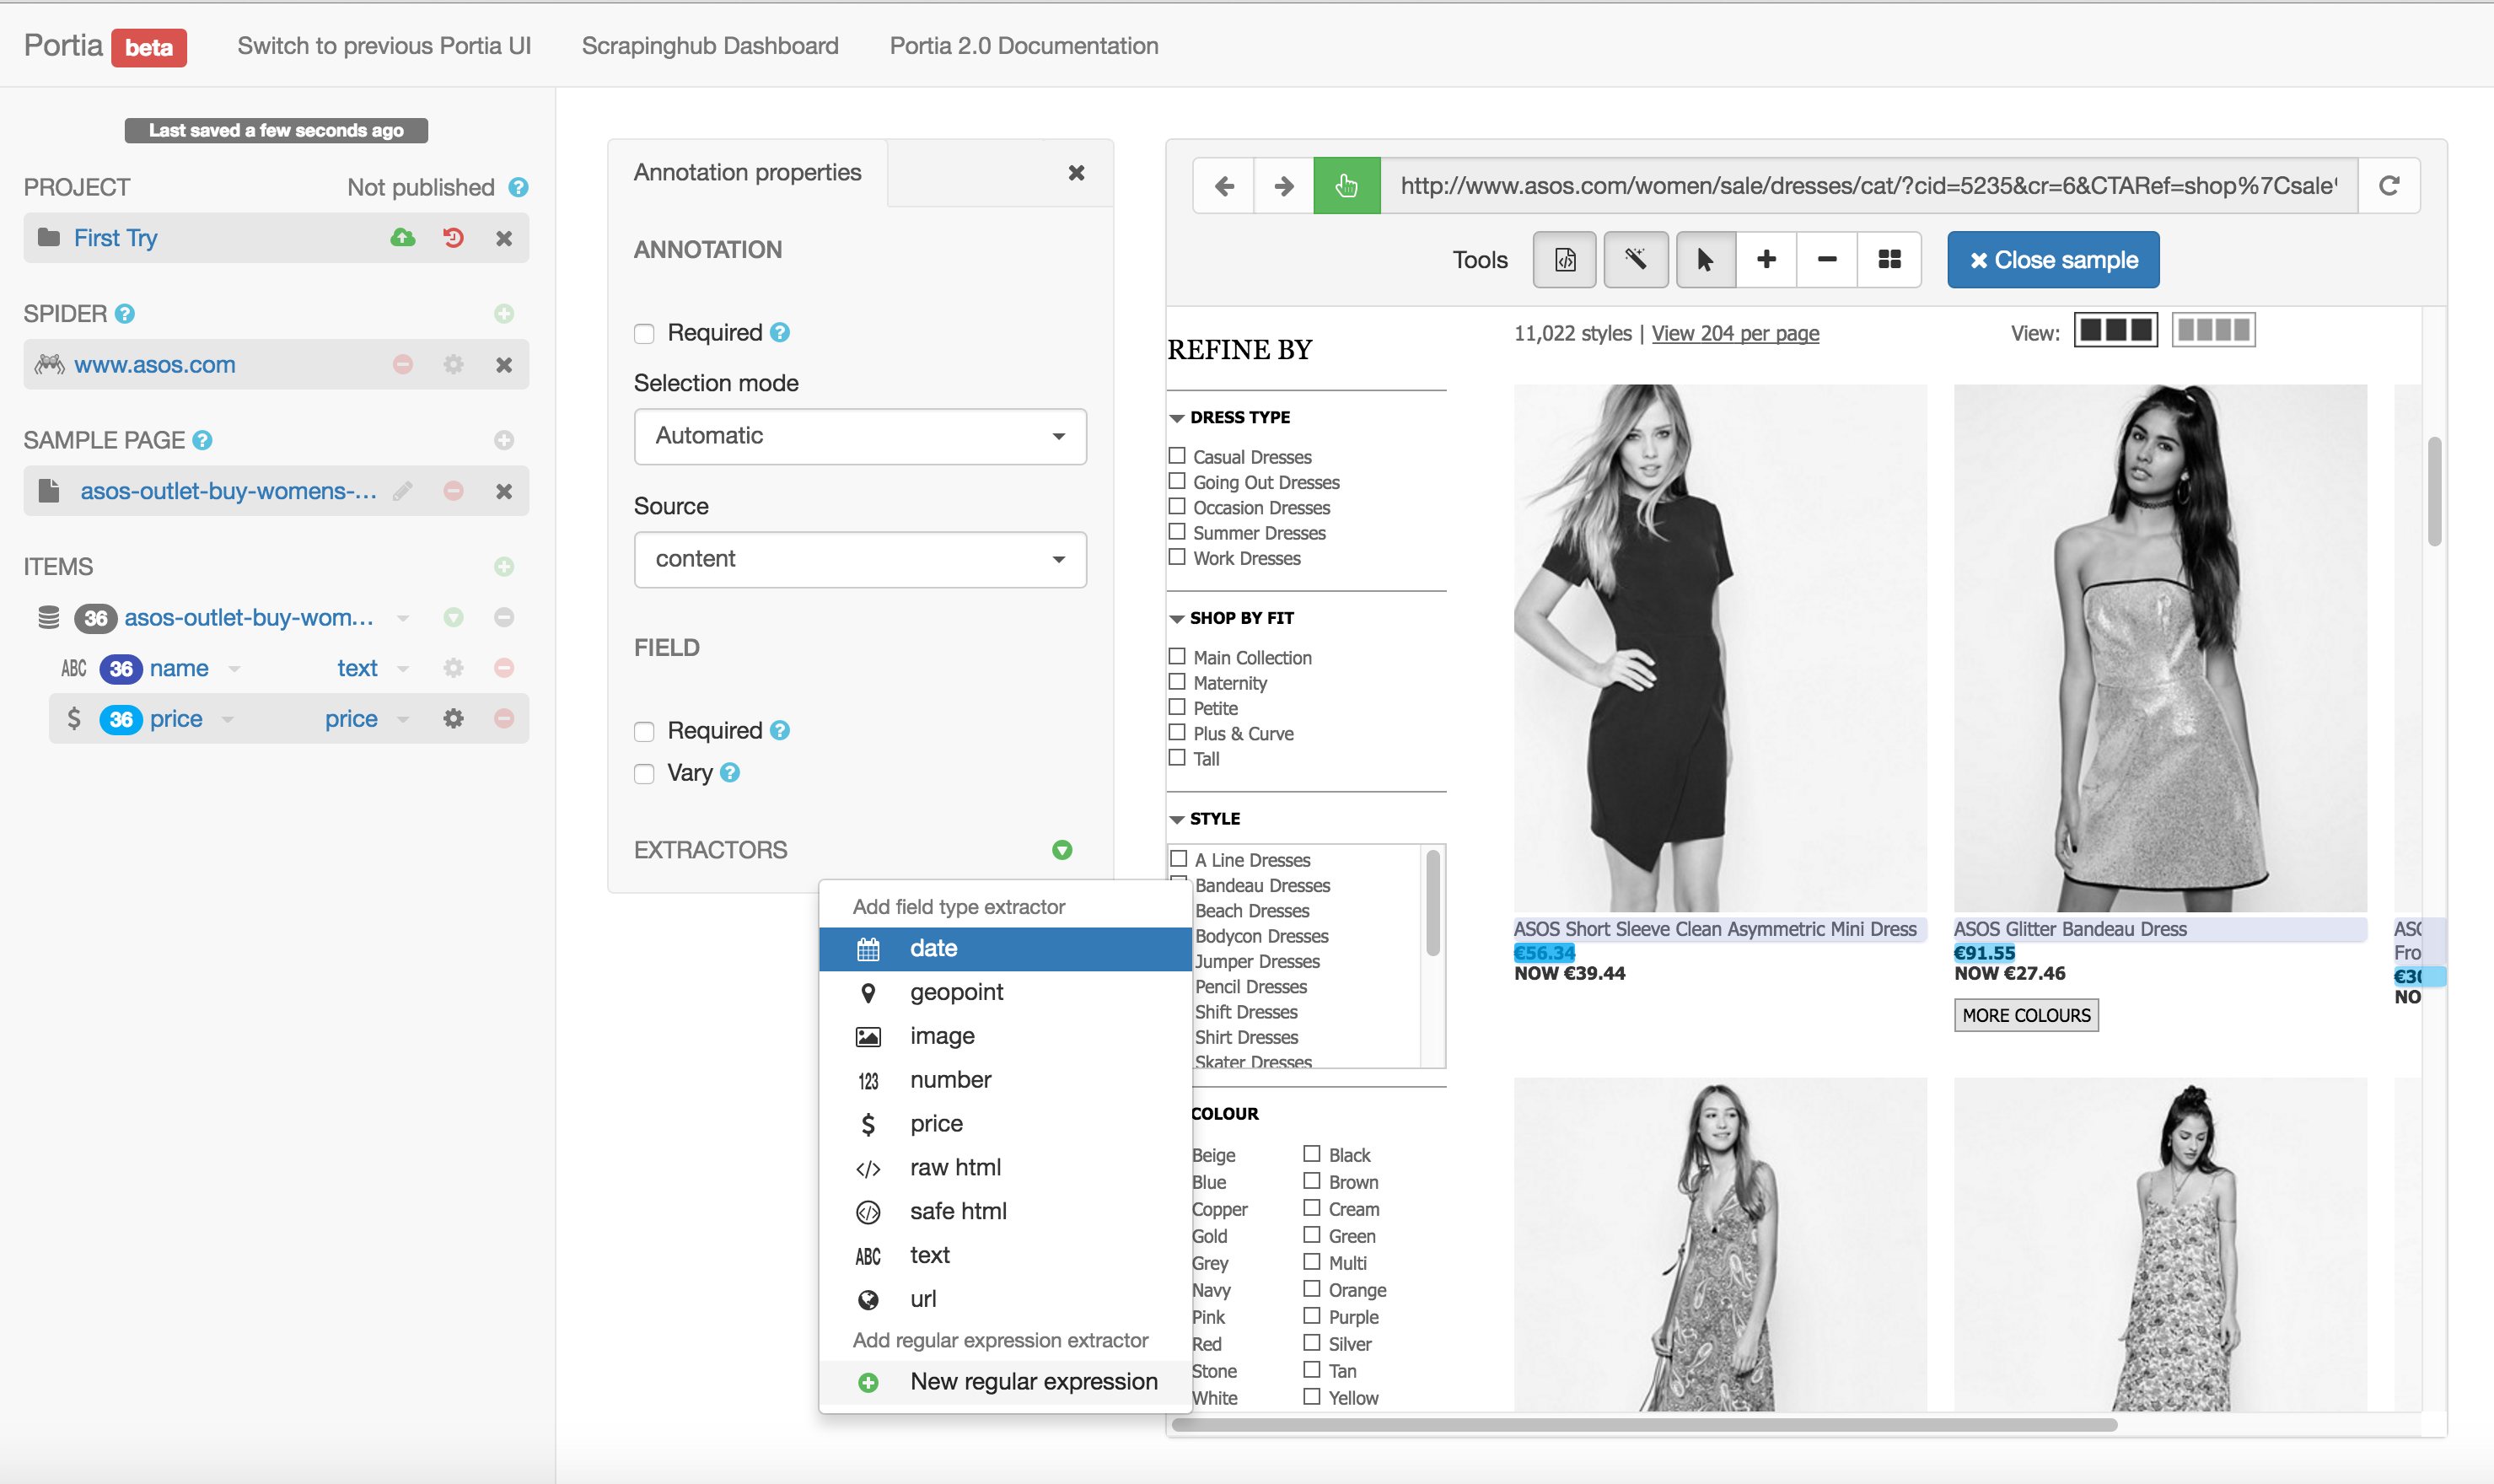 Portia beta Switch to previous Portia UI Scrapinghub Dashboard Portia 2.0 Documentation
Last saved a few seconds ago
PROJECT Not published ?
First Try
SPIDER ?
www.asos.com
SAMPLE PAGE ?
asos-outlet-buy-womens-...
ITEMS
36 asos-outlet-buy-wom...
ABC 36 name text
$ 36 price price
Annotation properties
ANNOTATION
Required ?
Selection mode
Automatic
Source
content
FIELD
Required ?
Vary ?
EXTRACTORS
Add field type extractor
date
geopoint
image
123 number
$ price
</> raw html
</> safe html
ABC text
url
Add regular expression extractor
New regular expression
http://www.asos.com/women/sale/dresses/cat/?cid=5235&cr=6&CTARef=shop%7Csale
Tools
Close sample
REFINE BY
DRESS TYPE
Casual Dresses
Going Out Dresses
Occasion Dresses
Summer Dresses
Work Dresses
SHOP BY FIT
Main Collection
Maternity
Petite
Plus & Curve
Tall
STYLE
A Line Dresses
Bandeau Dresses
Beach Dresses
Bodycon Dresses
Jumper Dresses
Pencil Dresses
Shift Dresses
Shirt Dresses
Skater Dresses
COLOUR
Beige Black
Blue Brown
Copper Cream
Gold Green
Grey Multi
Navy Orange
Pink Purple
Red Silver
Stone Tan
White Yellow
11,022 styles | View 204 per page
View:
ASOS Short Sleeve Clean Asymmetric Mini Dress
€56.34
NOW €39.44
ASOS Glitter Bandeau Dress
€91.55
NOW €27.46
MORE COLOURS
Fro
€30
NO